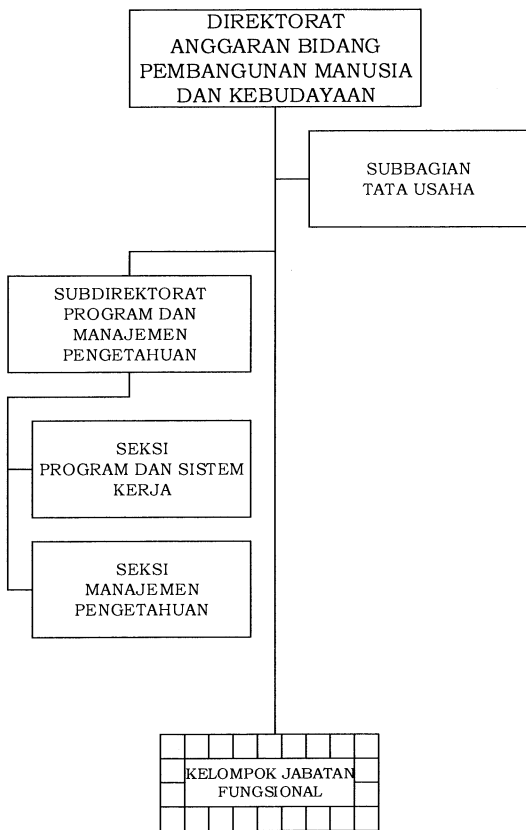 DIREKTORAT
ANGGARAN BIDANG
PEMBANGUNAN MANUSIA
DAN KEBUDAYAAN
SUBBAGIAN
TATA USAHA
SUBDIREKTORAT
PROGRAM DAN
MANAJEMEN
PENGETAHUAN
SEKSI
PROGRAM DAN SISTEM
KERJA
SEKSI
MANAJEMEN
PENGETAHUAN
KELOMPOK JABATAN
FUNGSIONAL